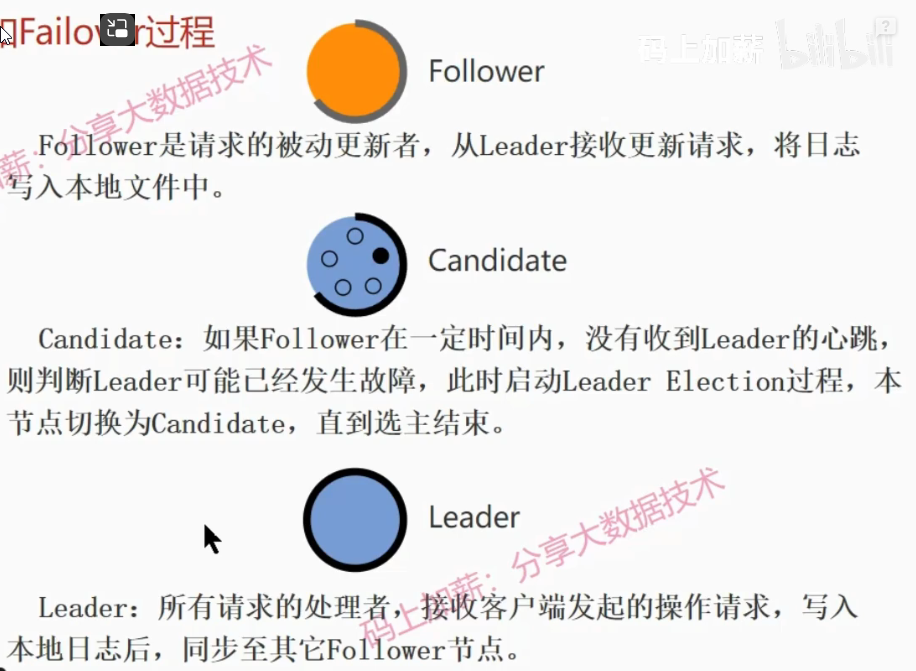 和Failover过程
码上加薪 bilibili
Follower
Follower是请求的被动更新者，从Leader接收更新请求，将日志
写入本地文件中。
薪：分享大数据技术
Candidate
Candidate：如果Follower在一定时间内，没有收到Leader的心跳，
则判断Leader可能已经发生故障，此时启动Leader Election过程，本
节点切换为Candidate，直到选主结束。
Leader
码上加薪：分享大数据技术
Leader：所有请求的处理者，接收客户端发起的操作请求，写入
本地日志后，同步至其它Follower节点。